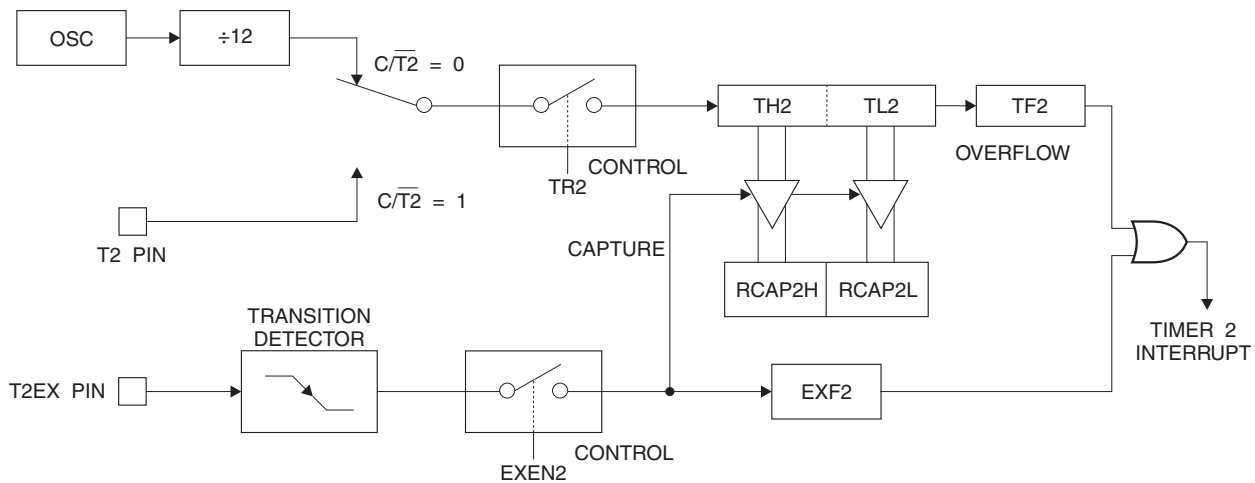 OSC
÷12
C/T2 = 0
TH2
TL2
TF2
CONTROL
TR2
OVERFLOW
C/T2 = 1
T2 PIN
CAPTURE
RCAP2H
RCAP2L
TRANSITION
DETECTOR
TIMER 2
INTERRUPT
T2EX PIN
EXF2
CONTROL
EXEN2